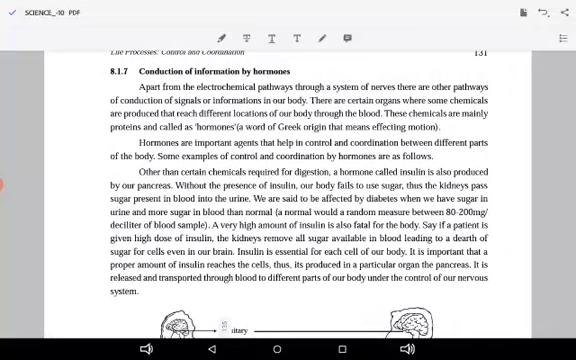 SCIENCE_-10 PDF
Life Processes: Control and Coordination 131
8.1.7 Conduction of information by hormones
Apart from the electrochemical pathways through a system of nerves there are other pathways
of conduction of signals or informations in our body. There are certain organs where some chemicals
are produced that reach different locations of our body through the blood. These chemicals are mainly
proteins and called as 'hormones'(a word of Greek origin that means effecting motion).
Hormones are important agents that help in control and coordination between different parts
of the body. Some examples of control and coordination by hormones are as follows.
Other than certain chemicals required for digestion, a hormone called insulin is also produced
by our pancreas. Without the presence of insulin, our body fails to use sugar, thus the kidneys pass
sugar present in blood into the urine. We are said to be affected by diabetes when we have sugar in
urine and more sugar in blood than normal (a normal would a random measure between 80-200mg/
deciliter of blood sample). A very high amount of insulin is also fatal for the body. Say if a patient is
given high dose of insulin, the kidneys remove all sugar available in blood leading to a dearth of
sugar for cells even in our brain. Insulin is essential for each cell of our body. It is important that a
proper amount of insulin reaches the cells, thus, its produced in a particular organ the pancreas. It is
released and transported through blood to different parts of our body under the control of our nervous
system.
135
itary